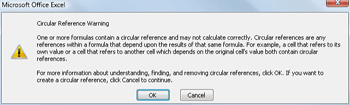 Microsoft Office Excel
Circular Reference Warning
One or more formulas contain a circular reference and may not calculate correctly. Circular references are any
references within a formula that depend upon the results of that same formula. For example, a cell that refers to its
own value or a cell that refers to another cell which depends on the original cell's value both contain circular
references.
For more information about understanding, finding, and removing circular references, click OK. If you want to
create a circular reference, click Cancel to continue.
OK
Cancel